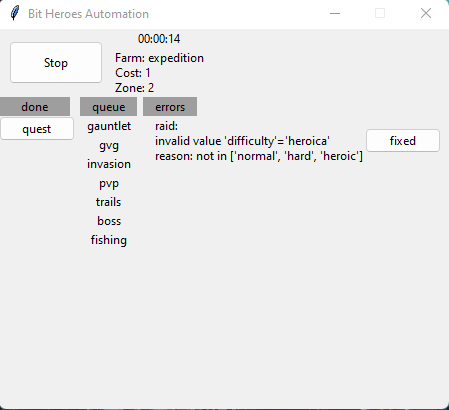 Bit Heroes Automation
00:00:14
Stop
Farm: expedition
Cost: 1
Zone: 2
done
queue
errors
quest
gauntlet
gvg
invasion
pvp
trails
boss
fishing
raid:
invalid value 'difficulty'='heroica'
reason: not in ['normal', 'hard', 'heroic']
fixed